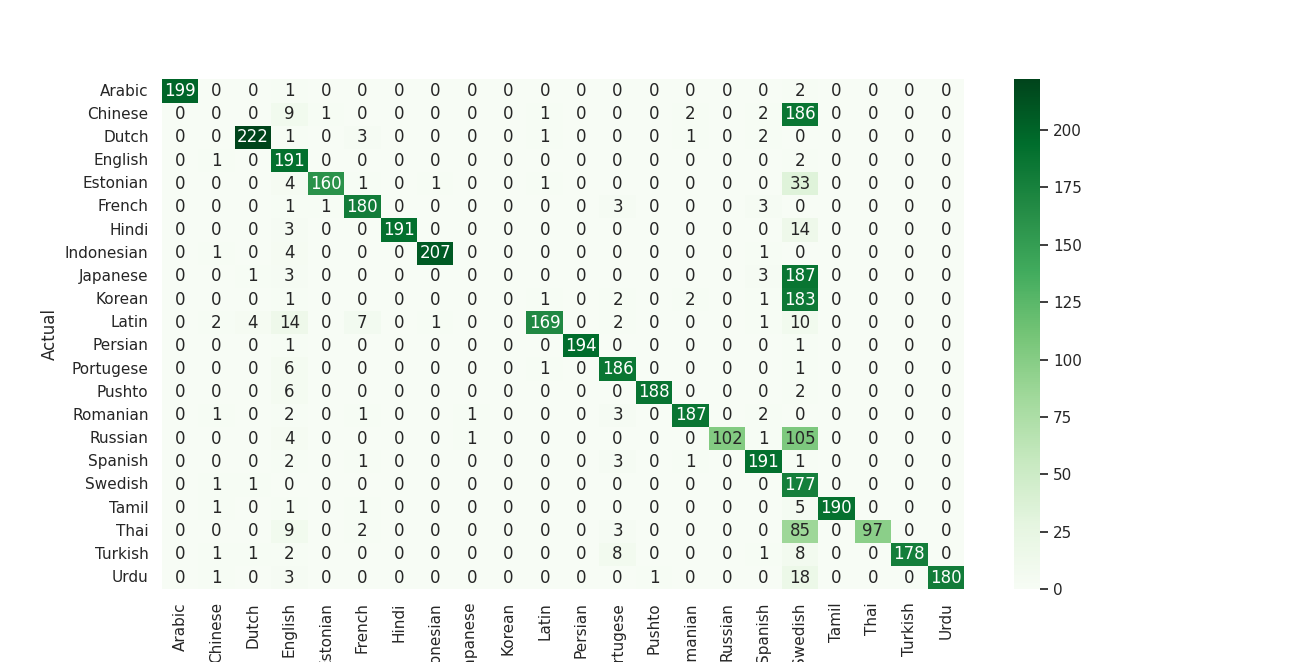 Arabic 199 0 0 1 0 0 0 0 0 0 0 0 0 0 0 0 0 2 0 0 0 0
Chinese 0 0 0 9 1 0 0 0 0 0 1 0 0 0 2 0 2 186 0 0 0 0
Dutch 0 0 222 1 0 3 0 0 0 0 1 0 0 0 1 0 2 0 0 0 0 0
English 0 1 0 191 0 0 0 0 0 0 0 0 0 0 0 0 0 2 0 0 0 0
Estonian 0 0 0 4 160 1 0 1 0 0 1 0 0 0 0 0 0 33 0 0 0 0
French 0 0 0 1 1 180 0 0 0 0 0 0 3 0 0 0 3 0 0 0 0 0
Hindi 0 0 0 3 0 0 191 0 0 0 0 0 0 0 0 0 0 14 0 0 0 0
Indonesian 0 1 0 4 0 0 0 207 0 0 0 0 0 0 0 0 1 0 0 0 0 0
Japanese 0 0 1 3 0 0 0 0 0 0 0 0 0 0 0 0 3 187 0 0 0 0
Korean 0 0 0 1 0 0 0 0 0 0 1 0 2 0 2 0 1 183 0 0 0 0
Latin 0 2 4 14 0 7 0 1 0 0 169 0 2 0 0 0 1 10 0 0 0 0
Persian 0 0 0 1 0 0 0 0 0 0 0 194 0 0 0 0 0 1 0 0 0 0
Portugese 0 0 0 6 0 0 0 0 0 0 1 0 186 0 0 0 0 1 0 0 0 0
Pushto 0 0 0 6 0 0 0 0 0 0 0 0 0 188 0 0 0 2 0 0 0 0
Romanian 0 1 0 2 0 1 0 0 1 0 0 0 3 0 187 0 2 0 0 0 0 0
Russian 0 0 0 4 0 0 0 0 1 0 0 0 0 0 0 102 1 105 0 0 0 0
Spanish 0 0 0 2 0 1 0 0 0 0 0 0 3 0 1 0 191 1 0 0 0 0
Swedish 0 1 1 0 0 0 0 0 0 0 0 0 0 0 0 0 0 177 0 0 0 0
Tamil 0 1 0 1 0 1 0 0 0 0 0 0 0 0 0 0 0 5 190 0 0 0
Thai 0 0 0 9 0 2 0 0 0 0 0 0 3 0 0 0 0 85 0 97 0 0
Turkish 0 1 1 2 0 0 0 0 0 0 0 0 8 0 0 0 1 8 0 0 178 0
Urdu 0 1 0 3 0 0 0 0 0 0 0 0 0 1 0 0 0 18 0 0 0 180
Actual
Arabic
Chinese
Dutch
English
stonian
French
Hindi
onesian
apanese
Korean
Latin
Persian
rtugese
Pushto
manian
Russian
Spanish
wedish
Tamil
Thai
Turkish
Urdu
200
175
150
125
100
75
50
25
0